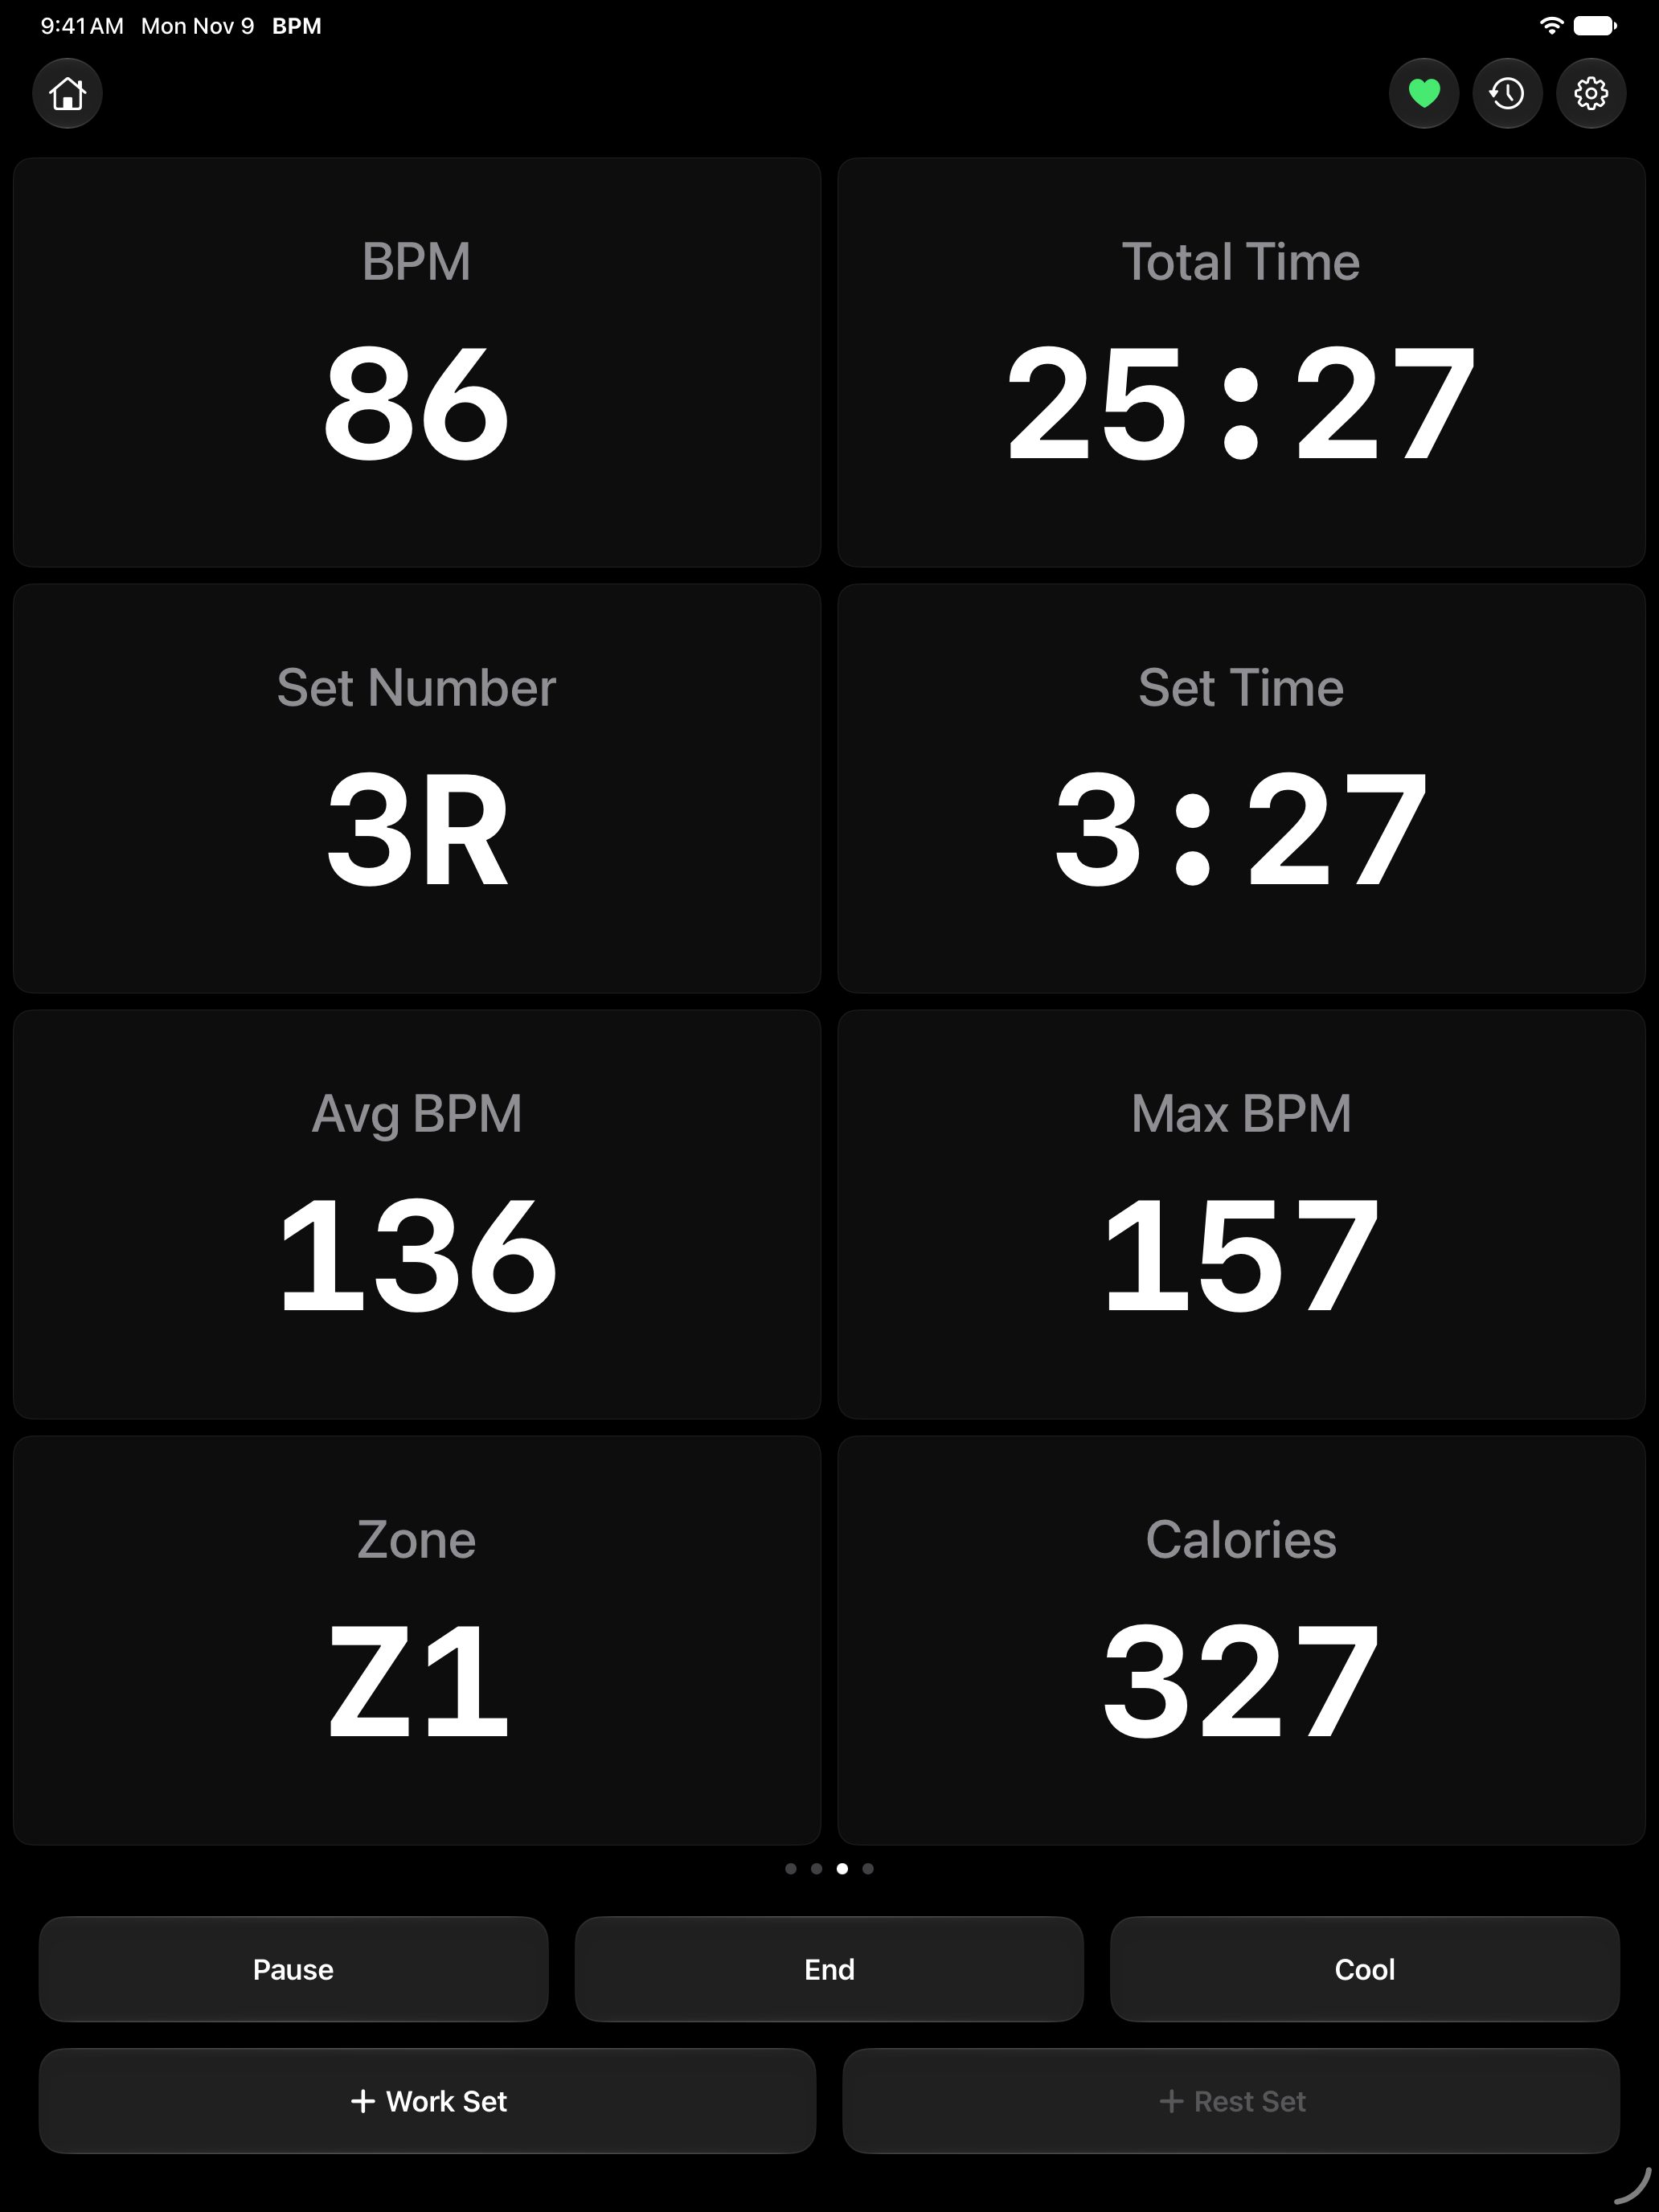 9:41 AM Mon Nov 9 BPM
BPM
86
Total Time
25:27
Set Number
3R
Set Time
3:27
Avg BPM
136
Max BPM
157
Zone
Z1
Calories
327
Pause
End
Cool
+ Work Set
+ Rest Set